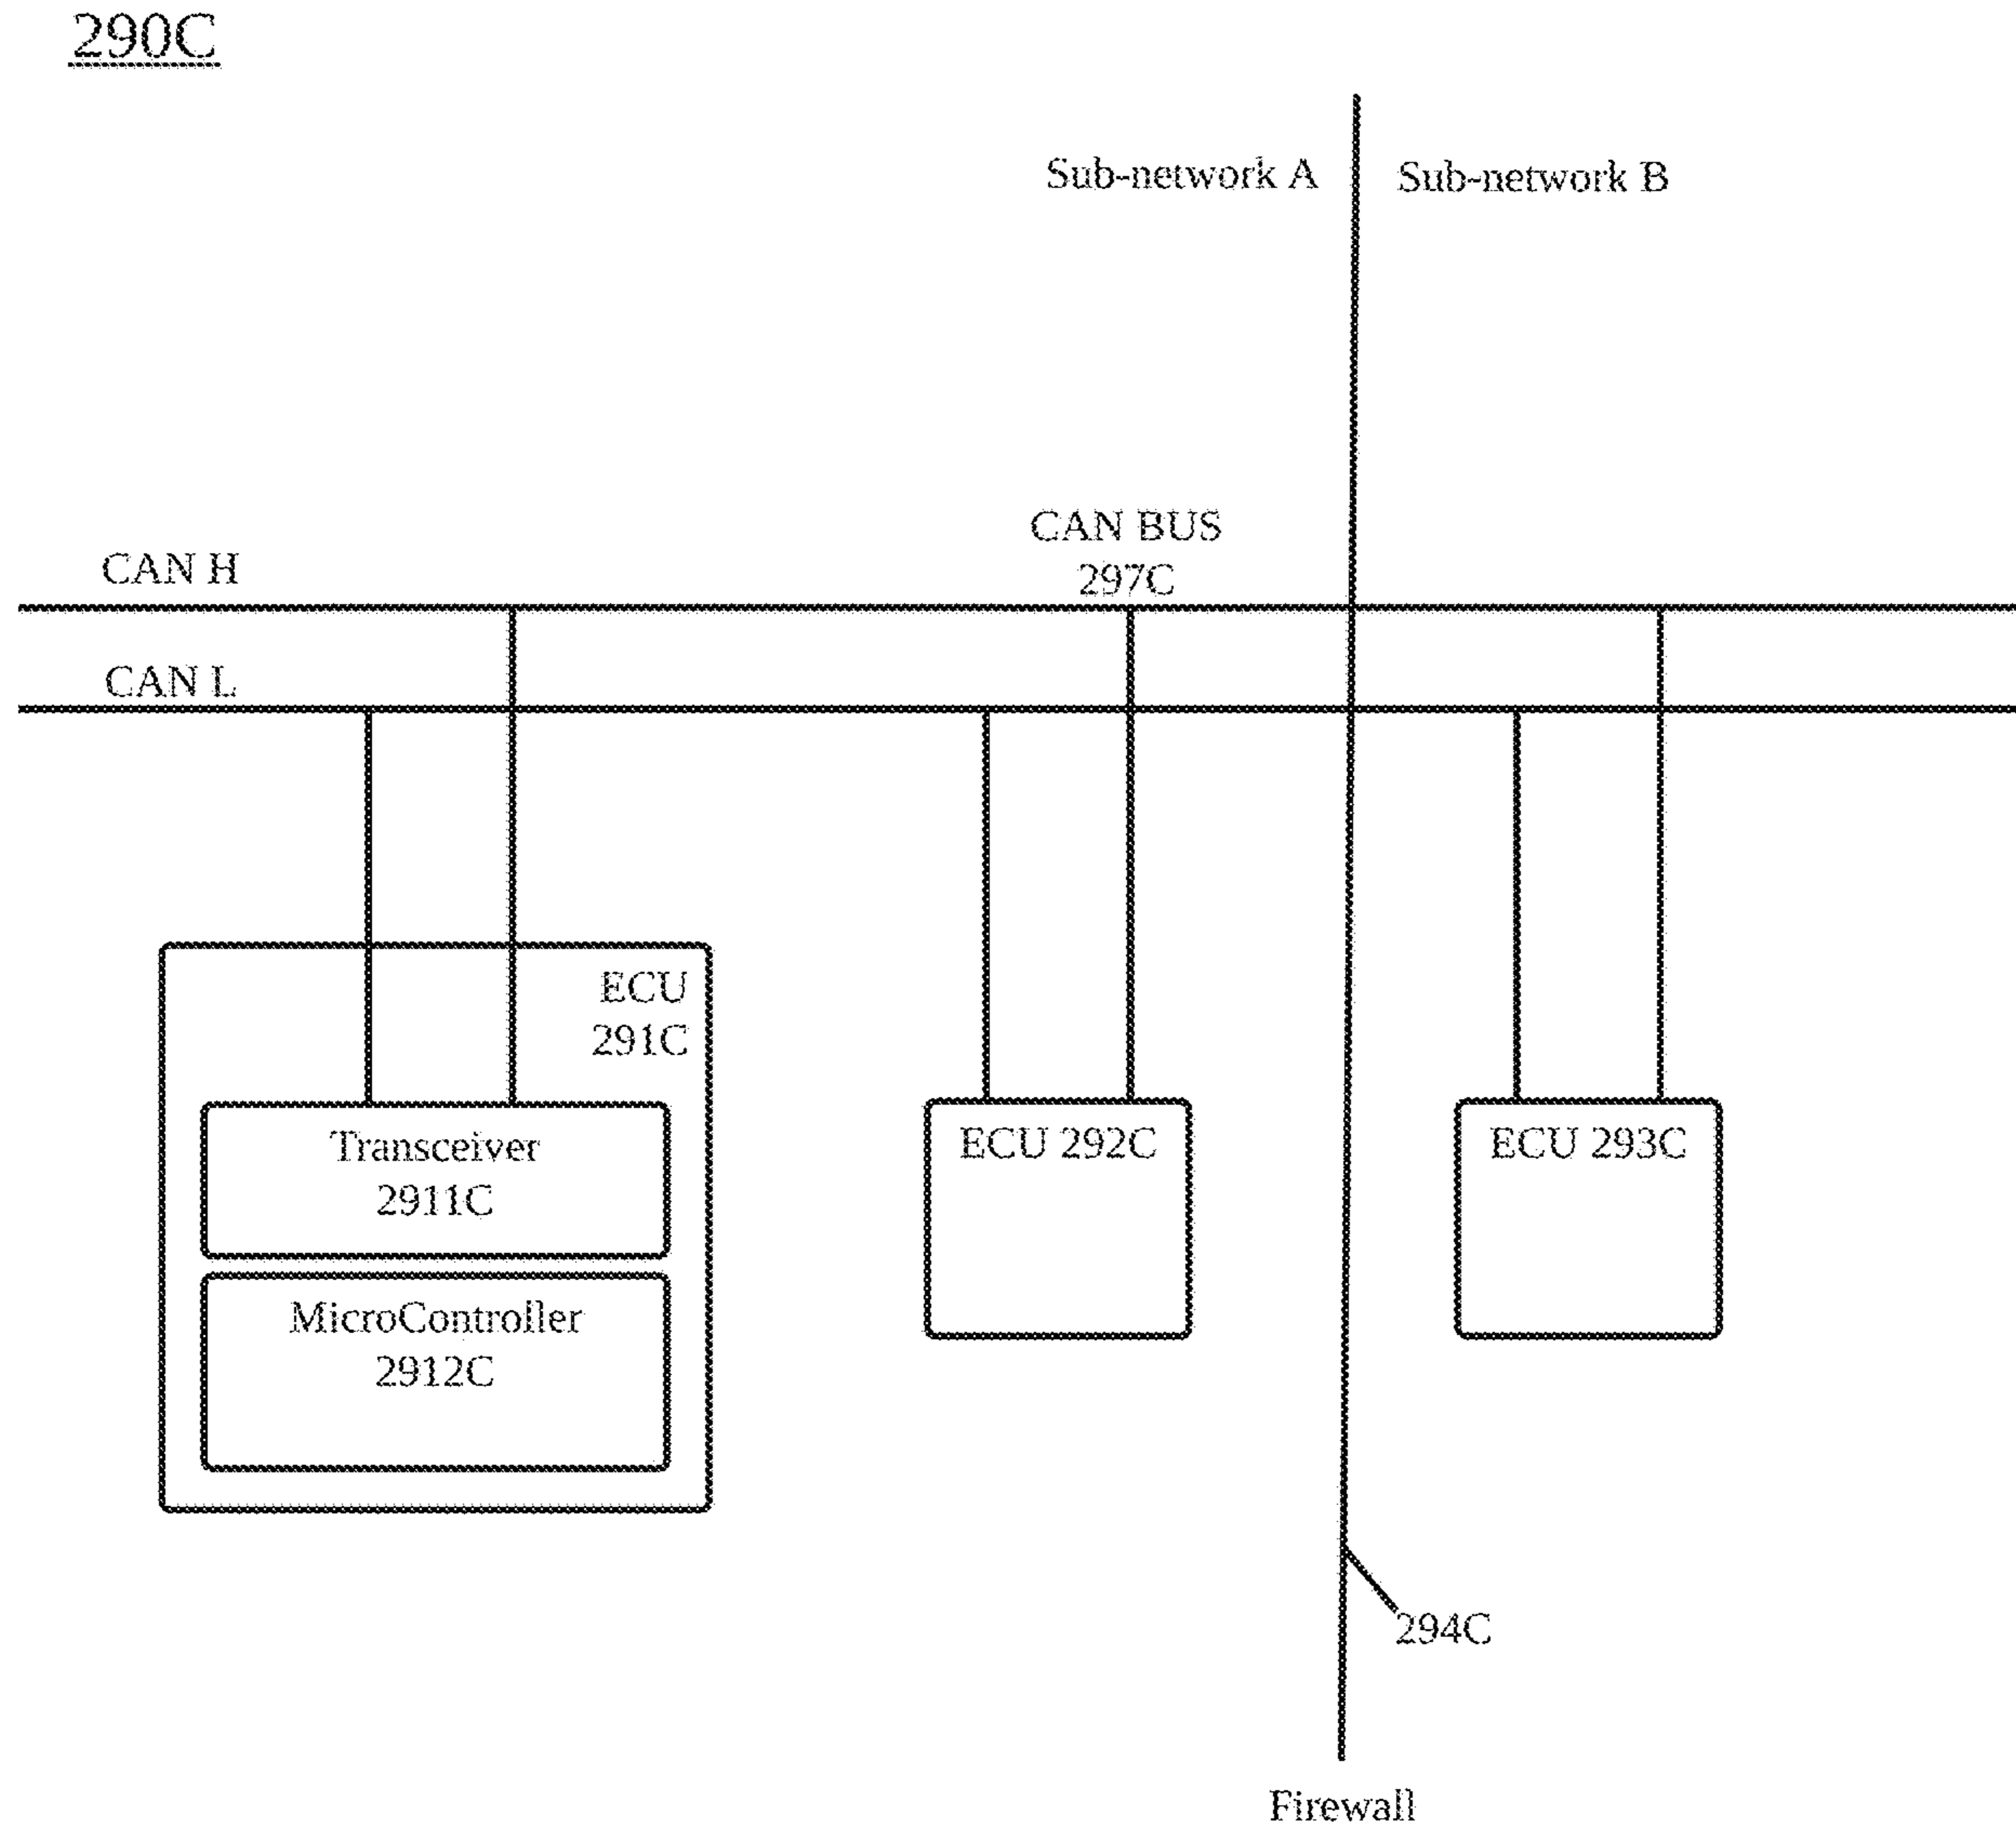 290C
Sub-network A
Sub-network B
CAN BUS
297C
CAN H
CAN L
ECU
291C
Transceiver
2911C
MicroController
2912C
ECU 292C
ECU 293C
294C
Firewall